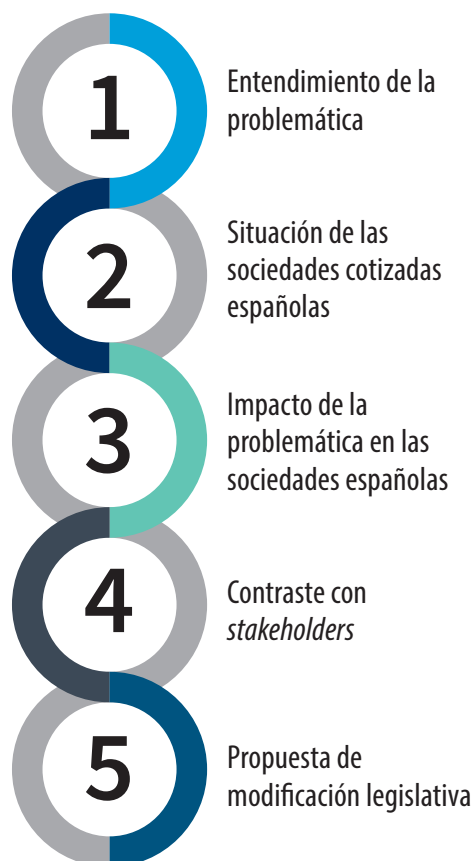 1
Entendimiento de la
problemática
2
Situación de las
sociedades cotizadas
españolas
3
Impacto de la
problemática en las
sociedades españolas
4
Contraste con
stakeholders
5
Propuesta de
modificación legislativa